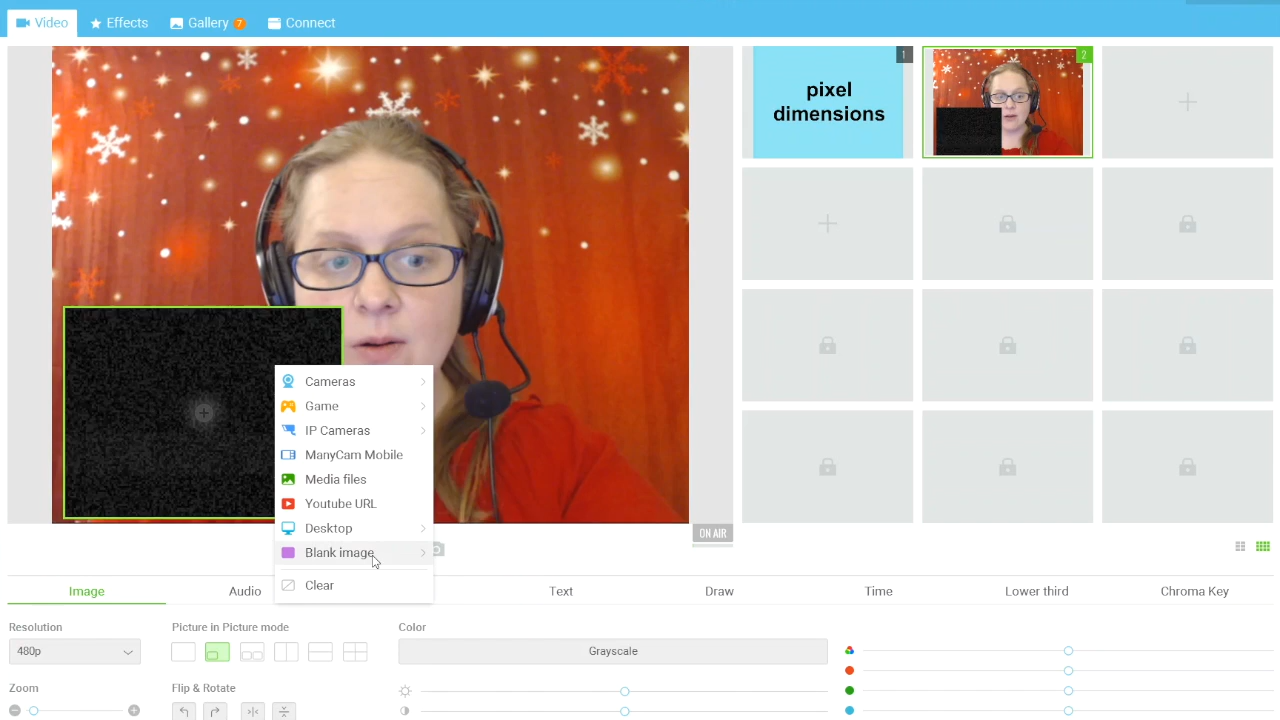 Video
Effects
Gallery 7
Connect
1
pixel
dimensions
2
Cameras
Game
IP Cameras
ManyCam Mobile
Media files
Youtube URL
Desktop
Blank image
Clear
ON AIR
Image
Audio
Text
Draw
Time
Lower third
Chroma Key
Resolution
Picture in Picture mode
Color
480p
Grayscale
Zoom
Flip & Rotate